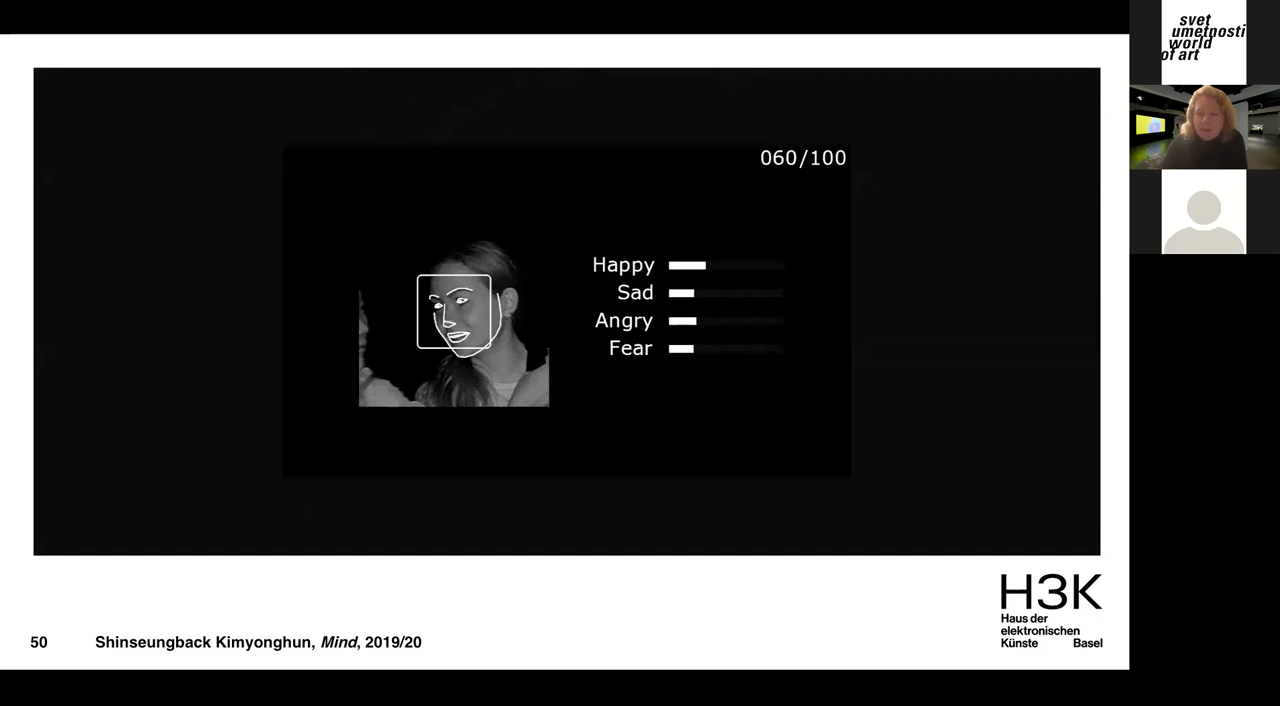 060/100
Happy
Sad
Angry
Fear
H3K
Haus der
elektronischen
Künste Basel
50 Shinseungback Kimyonghun, Mind, 2019/20
svet
umetnosti
world
of art